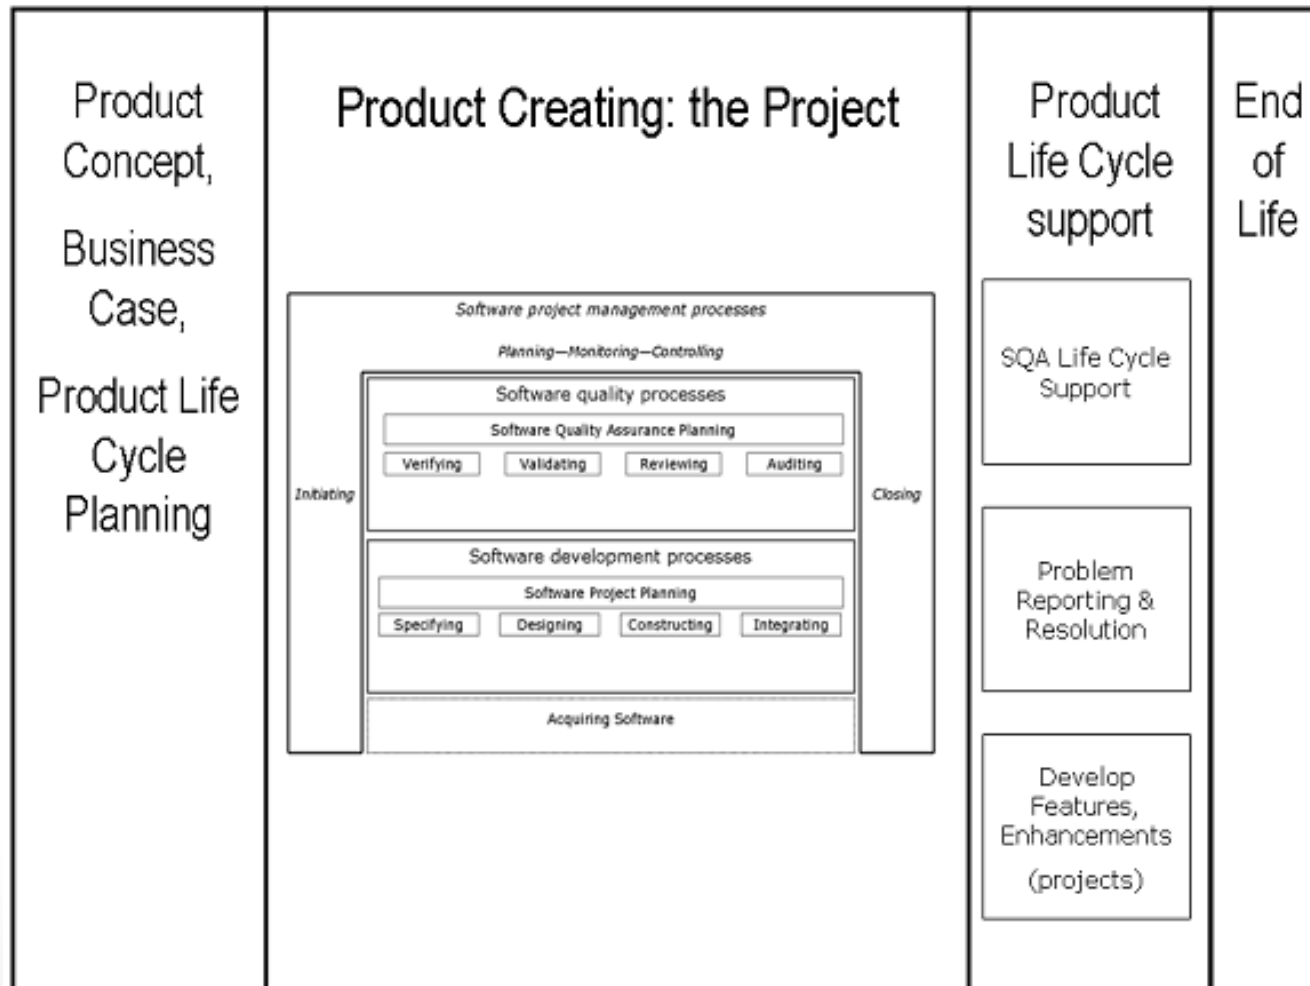 Product
Concept,
Business
Case,
Product Life
Cycle
Planning
Product Creating: the Project
Software project management processes
Planning—Monitoring—Controlling
Initiating
Software quality processes
Software Quality Assurance Planning
Verifying
Validating
Reviewing
Auditing
Software development processes
Software Project Planning
Specifying
Designing
Constructing
Integrating
Acquiring Software
Closing
Product
Life Cycle
support
SQA Life Cycle
Support
Problem
Reporting &
Resolution
Develop
Features,
Enhancements
(projects)
End
of
Life